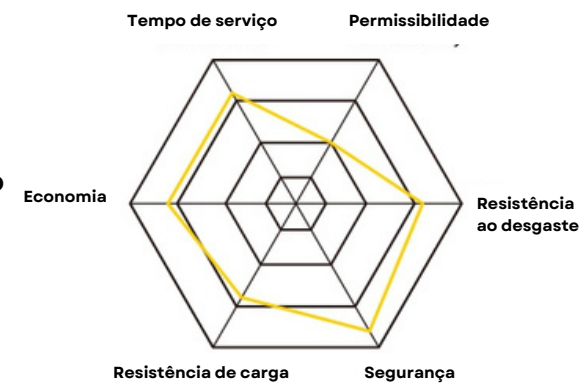 Tempo de serviço
Permissibilidade
Economia
Resistência
ao desgaste
Resistência de carga
Segurança